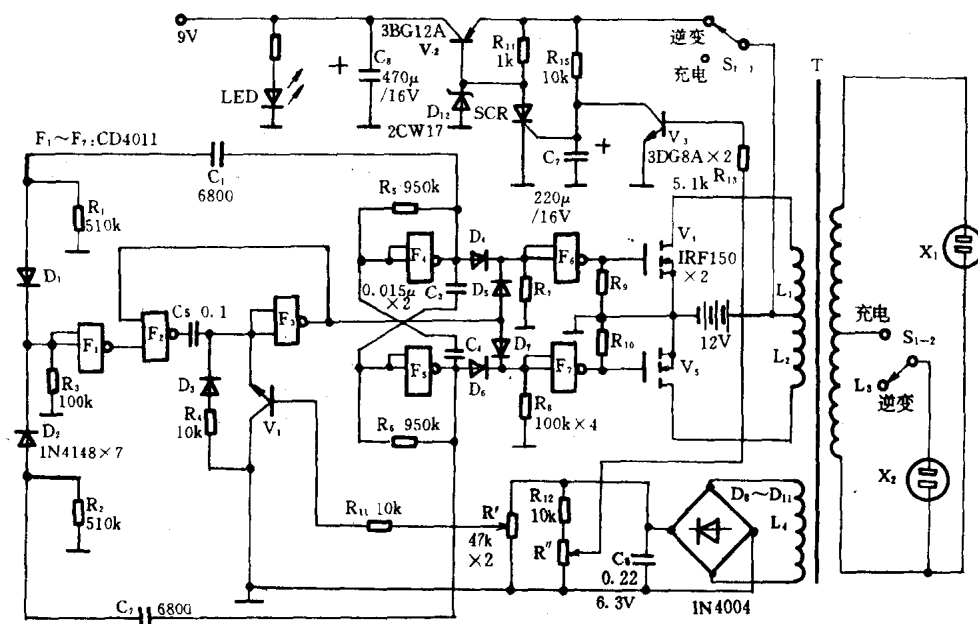 9V
LED
+
C₈
470μ
/16V
3BG12A
V₂
R₁₄
1k
R₁₅
10k
D₁₂
2CW17
SCR
C₇
+
220μ
/16V
V₃
3DG8A×2
R₁₃
5.1k
逆变
充电
S₁₋₁
T
F₁～F₇:CD4011
C₁
6800
R₁
510k
D₁
R₃
100k
D₂
1N4148×7
R₂
510k
F₁
F₂
C₅ 0.1
F₃
D₃
R₄
10k
V₁
R₅ 950k
F₄
0.015μ
×2
C₃
C₄
F₅
R₆ 950k
D₄
D₅
D₇
D₆
F₆
R₇
F₇
R₈
100k×4
R₉
R₁₀
V₄
IRF150
×2
V₅
12V
L₁
L₂
充电
S₁₋₂
L₃
逆变
X₁
X₂
R₁₁ 10k
R′
47k
×2
R₁₂
10k
R″
C₉
0.22
6.3V
D₈～D₁₁
L₄
1N4004
C₇
6800